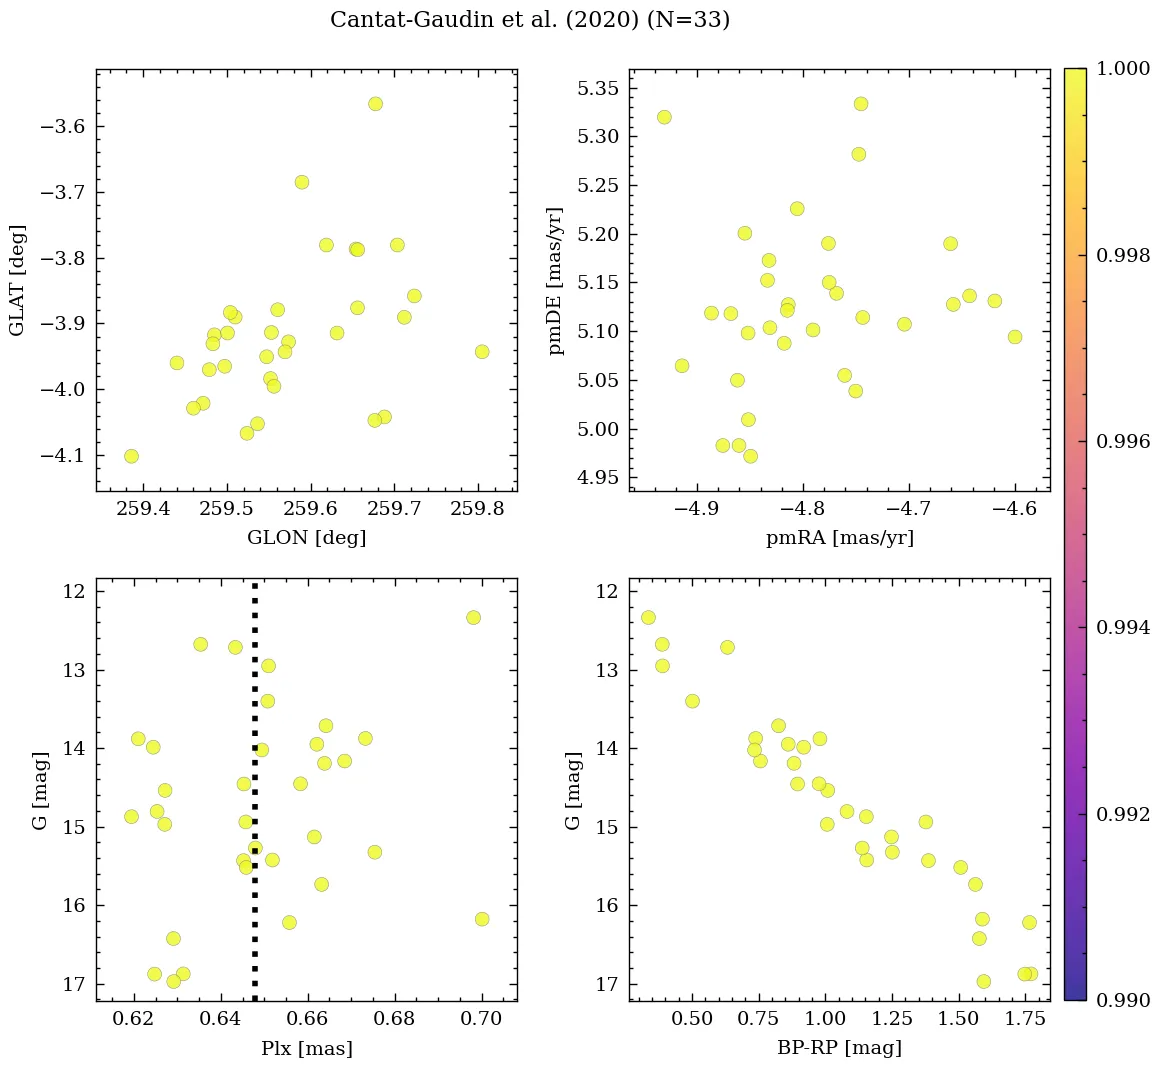 Cantat-Gaudin et al. (2020) (N=33)
−3.6
−3.7
−3.8
−3.9
−4.0
−4.1
GLAT [deg]
259.4 259.5 259.6 259.7 259.8
GLON [deg]
5.35
5.30
5.25
5.20
5.15
5.10
5.05
5.00
4.95
pmDE [mas/yr]
−4.9 −4.8 −4.7 −4.6
pmRA [mas/yr]
12
13
14
15
16
17
G [mag]
0.62 0.64 0.66 0.68 0.70
Plx [mas]
12
13
14
15
16
17
G [mag]
0.50 0.75 1.00 1.25 1.50 1.75
BP-RP [mag]
1.000
0.998
0.996
0.994
0.992
0.990